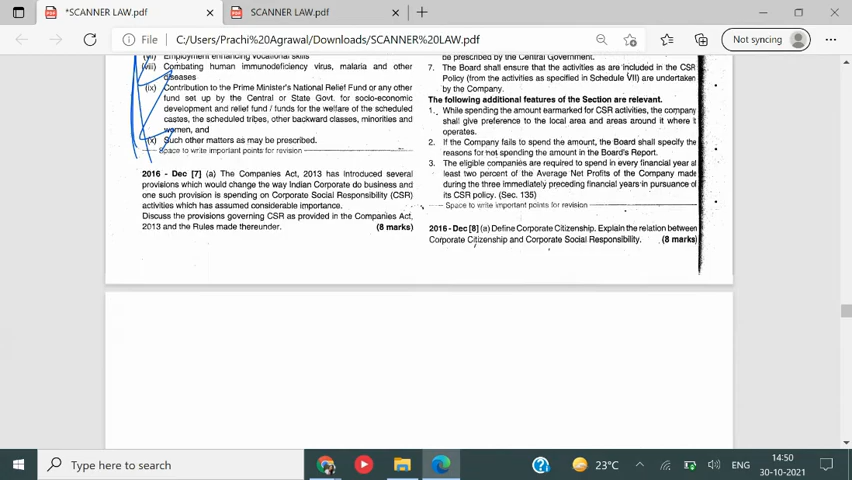 *SCANNER LAW.pdf
SCANNER LAW.pdf
File
C:/Users/Prachi%20Agrawal/Downloads/SCANNER%20LAW.pdf
Not syncing
(vii) Employment enhancing vocational skills
(viii) Combating human immunodeficiency virus, malaria and other
diseases
(ix) Contribution to the Prime Minister's National Relief Fund or any other
fund set up by the Central or State Govt. for socio-economic
development and relief fund / funds for the welfare of the scheduled
castes, the scheduled tribes, other backward classes, minorities and
women, and
(x) Such other matters as may be prescribed.
Space to write important points for revision
2016 - Dec [7] (a) The Companies Act, 2013 has introduced several
provisions which would change the way Indian Corporate do business and
one such provision is spending on Corporate Social Responsibility (CSR)
activities which has assumed considerable importance.
Discuss the provisions governing CSR as provided in the Companies Act,
2013 and the Rules made thereunder. (8 marks)
be prescribed by the Central Government.
7. The Board shall ensure that the activities as are included in the CSR
Policy (from the activities as specified in Schedule VII) are undertaken
by the Company.
The following additional features of the Section are relevant.
1. While spending the amount earmarked for CSR activities, the company
shall give preference to the local area and areas around it where it
operates.
2. If the Company fails to spend the amount, the Board shall specify the
reasons for not spending the amount in the Board's Report.
3. The eligible companies are required to spend in every financial year at
least two percent of the Average Net Profits of the Company made
during the three immediately preceding financial years in pursuance of
its CSR policy. (Sec. 135)
Space to write important points for revision
2016 - Dec [8] (a) Define Corporate Citizenship. Explain the relation between
Corporate Citizenship and Corporate Social Responsibility. (8 marks)
Type here to search
23°C
ENG
14:50
30-10-2021